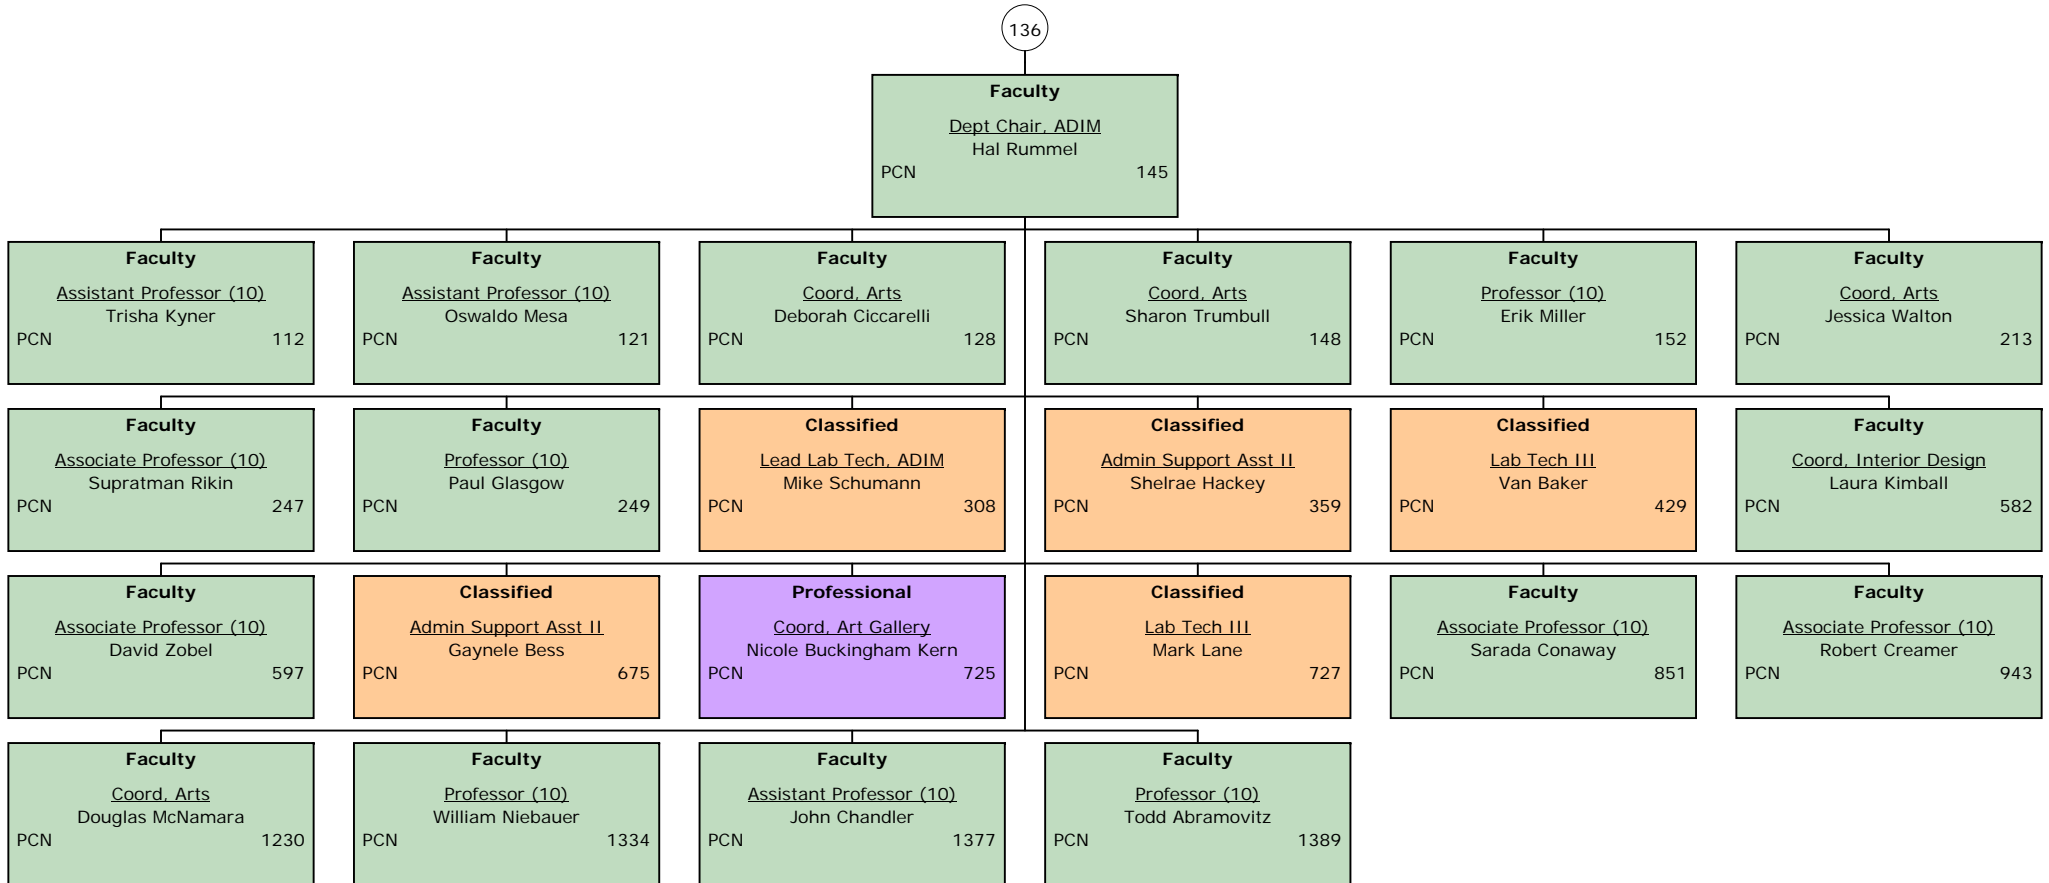 136
Faculty
Dept Chair, ADIM
Hal Rummel
PCN 145
Faculty
Assistant Professor (10)
Trisha Kyner
PCN 112
Faculty
Assistant Professor (10)
Oswaldo Mesa
PCN 121
Faculty
Coord, Arts
Deborah Ciccarelli
PCN 128
Faculty
Coord, Arts
Sharon Trumbull
PCN 148
Faculty
Professor (10)
Erik Miller
PCN 152
Faculty
Coord, Arts
Jessica Walton
PCN 213
Faculty
Associate Professor (10)
Supratman Rikin
PCN 247
Faculty
Professor (10)
Paul Glasgow
PCN 249
Classified
Lead Lab Tech, ADIM
Mike Schumann
PCN 308
Classified
Admin Support Asst II
Shelrae Hackey
PCN 359
Classified
Lab Tech III
Van Baker
PCN 429
Faculty
Coord, Interior Design
Laura Kimball
PCN 582
Faculty
Associate Professor (10)
David Zobel
PCN 597
Classified
Admin Support Asst II
Gaynele Bess
PCN 675
Professional
Coord, Art Gallery
Nicole Buckingham Kern
PCN 725
Classified
Lab Tech III
Mark Lane
PCN 727
Faculty
Associate Professor (10)
Sarada Conaway
PCN 851
Faculty
Associate Professor (10)
Robert Creamer
PCN 943
Faculty
Coord, Arts
Douglas McNamara
PCN 1230
Faculty
Professor (10)
William Niebauer
PCN 1334
Faculty
Assistant Professor (10)
John Chandler
PCN 1377
Faculty
Professor (10)
Todd Abramovitz
PCN 1389